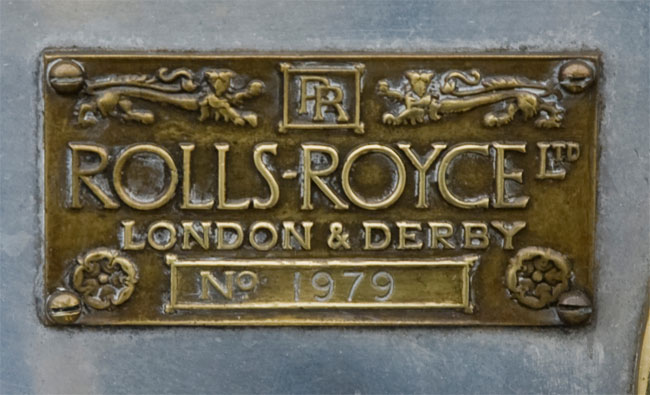 RR
ROLLS-ROYCE LTD
LONDON & DERBY
No 1979